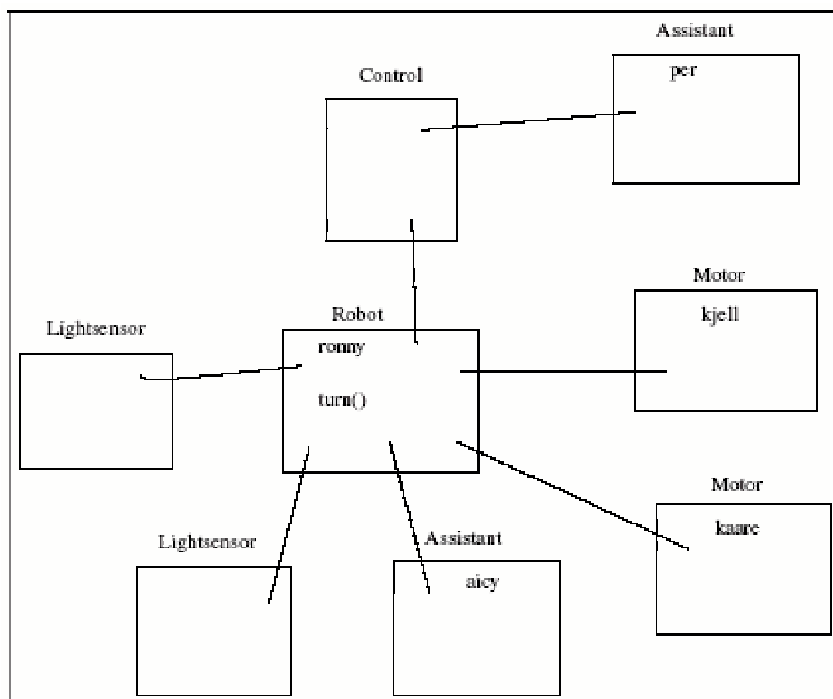 Assistant
per
Control
Motor
kjell
Robot
ronny
turn()
Lightsensor
Motor
kaare
Lightsensor
Assistant
aicy